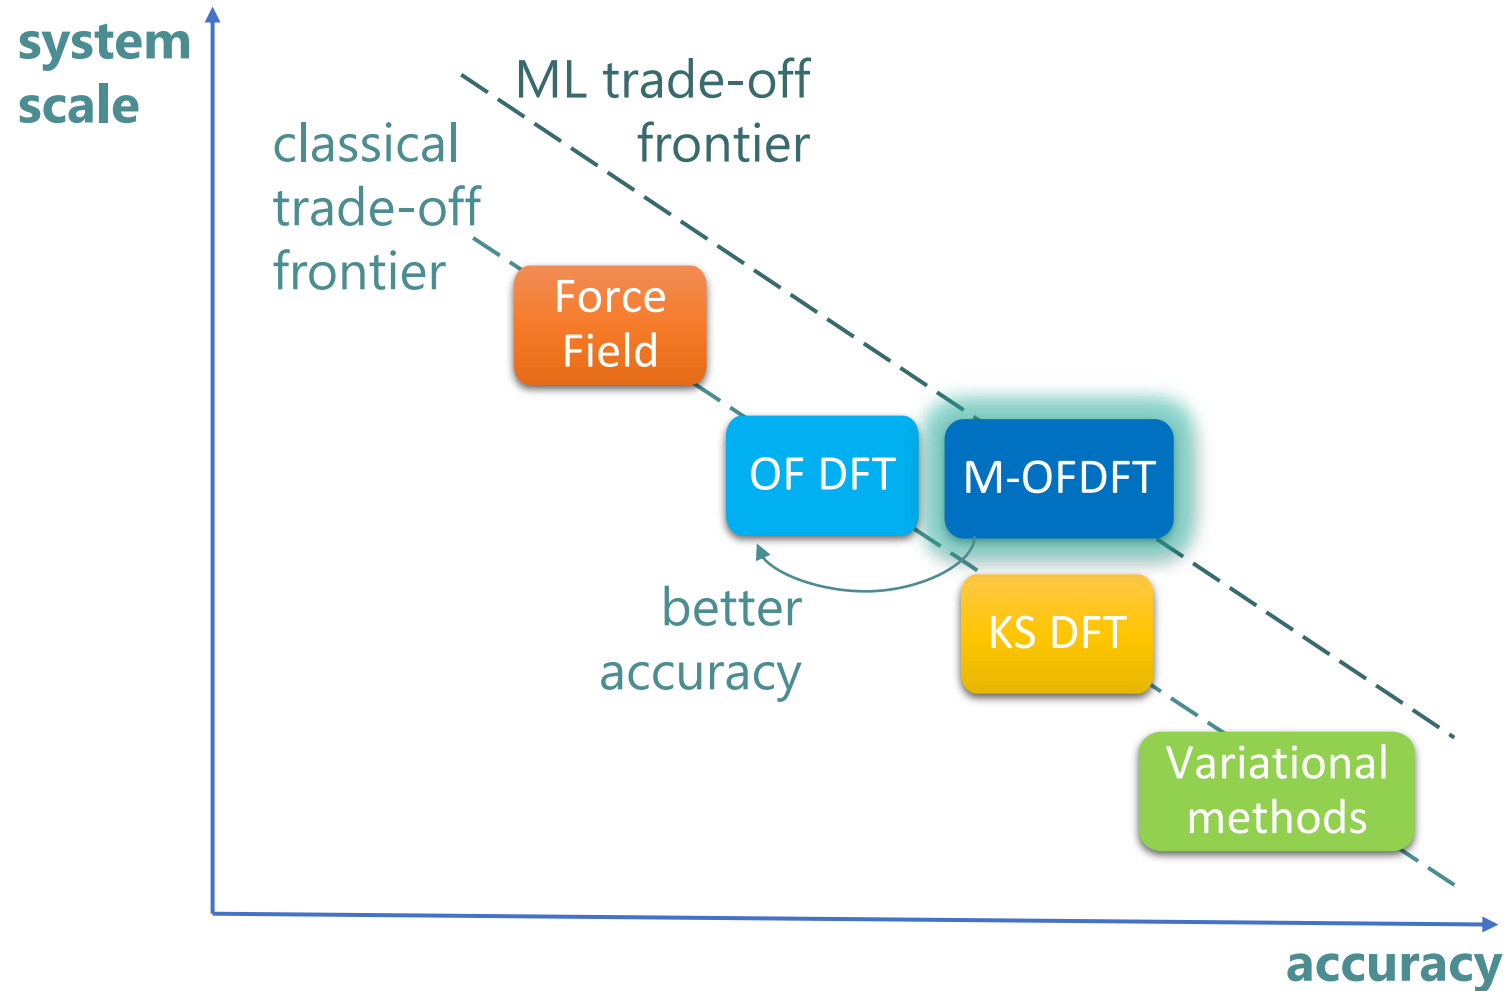 system
scale
ML trade-off
frontier
classical
trade-off
frontier
Force
Field
OF DFT
M-OFDFT
better
accuracy
KS DFT
Variational
methods
accuracy